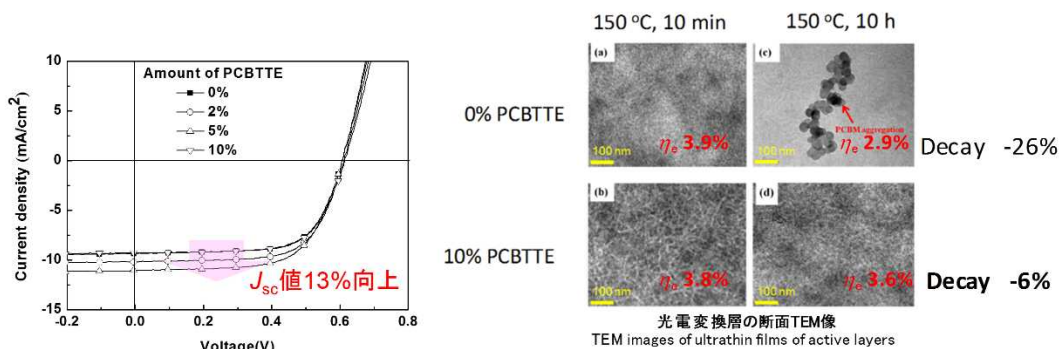 10
5
0
-5
-10
-15
-0.2
0.0
0.2
0.4
0.6
0.8
Current density (mA/cm²)
Voltage(V)
Amount of PCBTTE
0%
2%
5%
10%
Jsc値13%向上
150 ºC, 10 min
150 ºC, 10 h
0% PCBTTE
(a)
ηe 3.9%
100 nm
(c)
PCBM aggregation
ηe 2.9%
100 nm
Decay -26%
10% PCBTTE
(b)
ηe 3.8%
100 nm
(d)
ηe 3.6%
100 nm
Decay -6%
光電変換層の断面TEM像
TEM images of ultrathin films of active layers